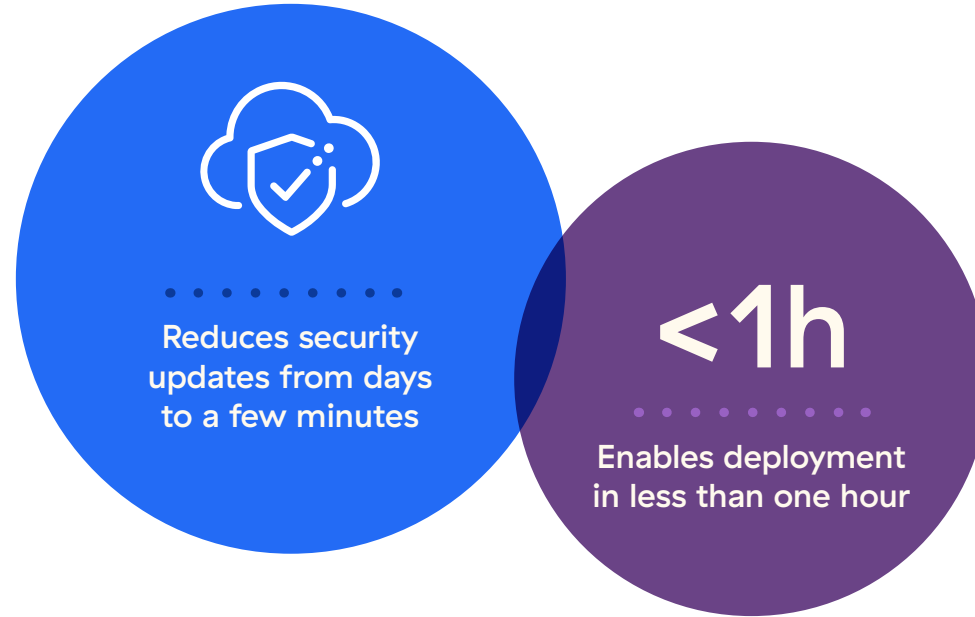 Reduces security
updates from days
to a few minutes
<1h
Enables deployment
in less than one hour